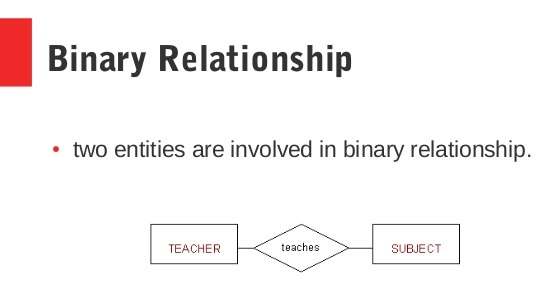 Binary Relationship
• two entities are involved in binary relationship.
TEACHER teaches SUBJECT